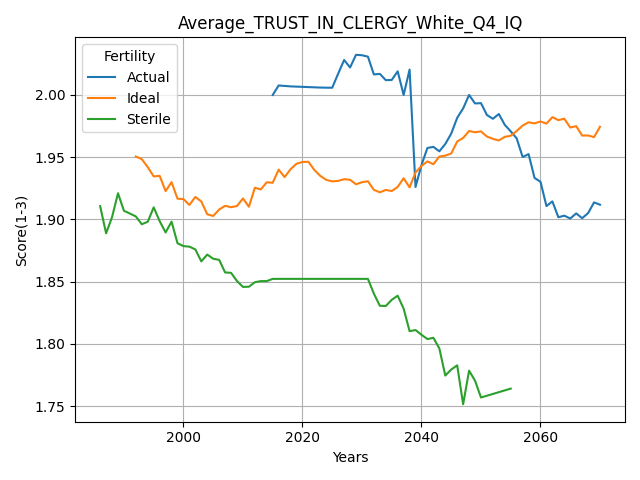 Average_TRUST_IN_CLERGY_White_Q4_IQ
Fertility
Actual
Ideal
Sterile
Score(1-3)
2.00
1.95
1.90
1.85
1.80
1.75
2000 2020 2040 2060
Years